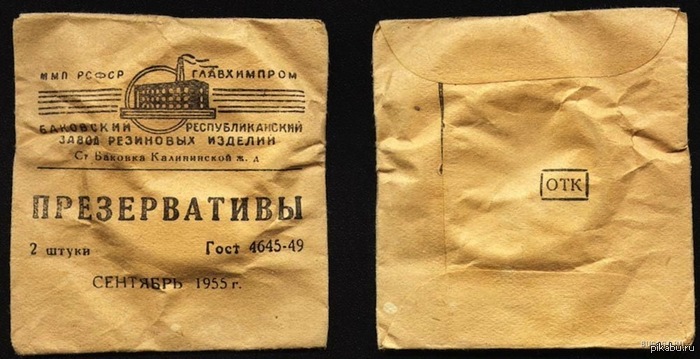 ММП РСФСР ГЛАВХИМПРОМ
БАКОВСКИЙ РЕСПУБЛИКАНСКИЙ
ЗАВОД РЕЗИНОВЫХ ИЗДЕЛИЙ
Ст Баковка Калининской ж. д
ПРЕЗЕРВАТИВЫ
2 штуки Гост 4645-49
СЕНТЯБРЬ 1955 г.
ОТК
pikabu.ru